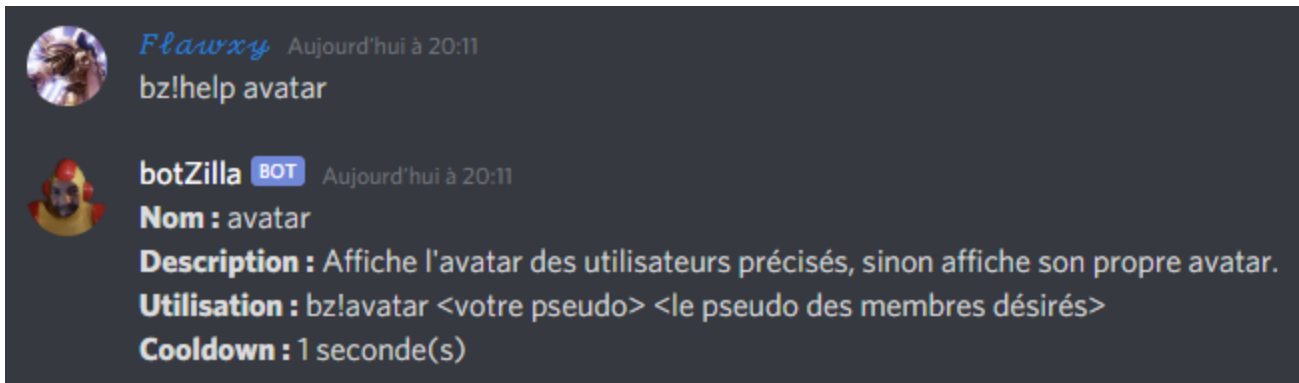 Flawxy Aujourd'hui à 20:11
bz!help avatar
botZilla BOT Aujourd'hui à 20:11
Nom : avatar
Description : Affiche l'avatar des utilisateurs précisés, sinon affiche son propre avatar.
Utilisation : bz!avatar <votre pseudo> <le pseudo des membres désirés>
Cooldown : 1 seconde(s)